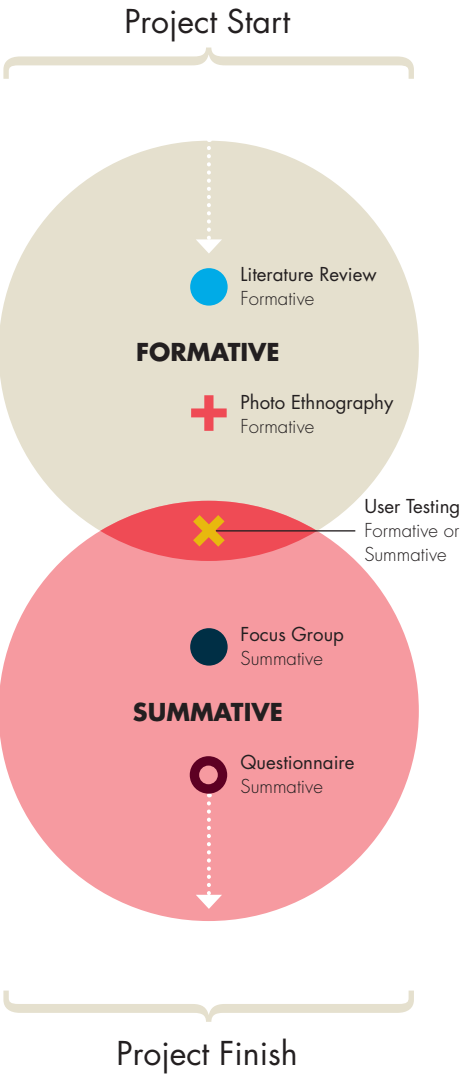 Project Start
Literature Review
Formative
FORMATIVE
Photo Ethnography
Formative
User Testing
Formative or
Summative
Focus Group
Summative
SUMMATIVE
Questionnaire
Summative
Project Finish